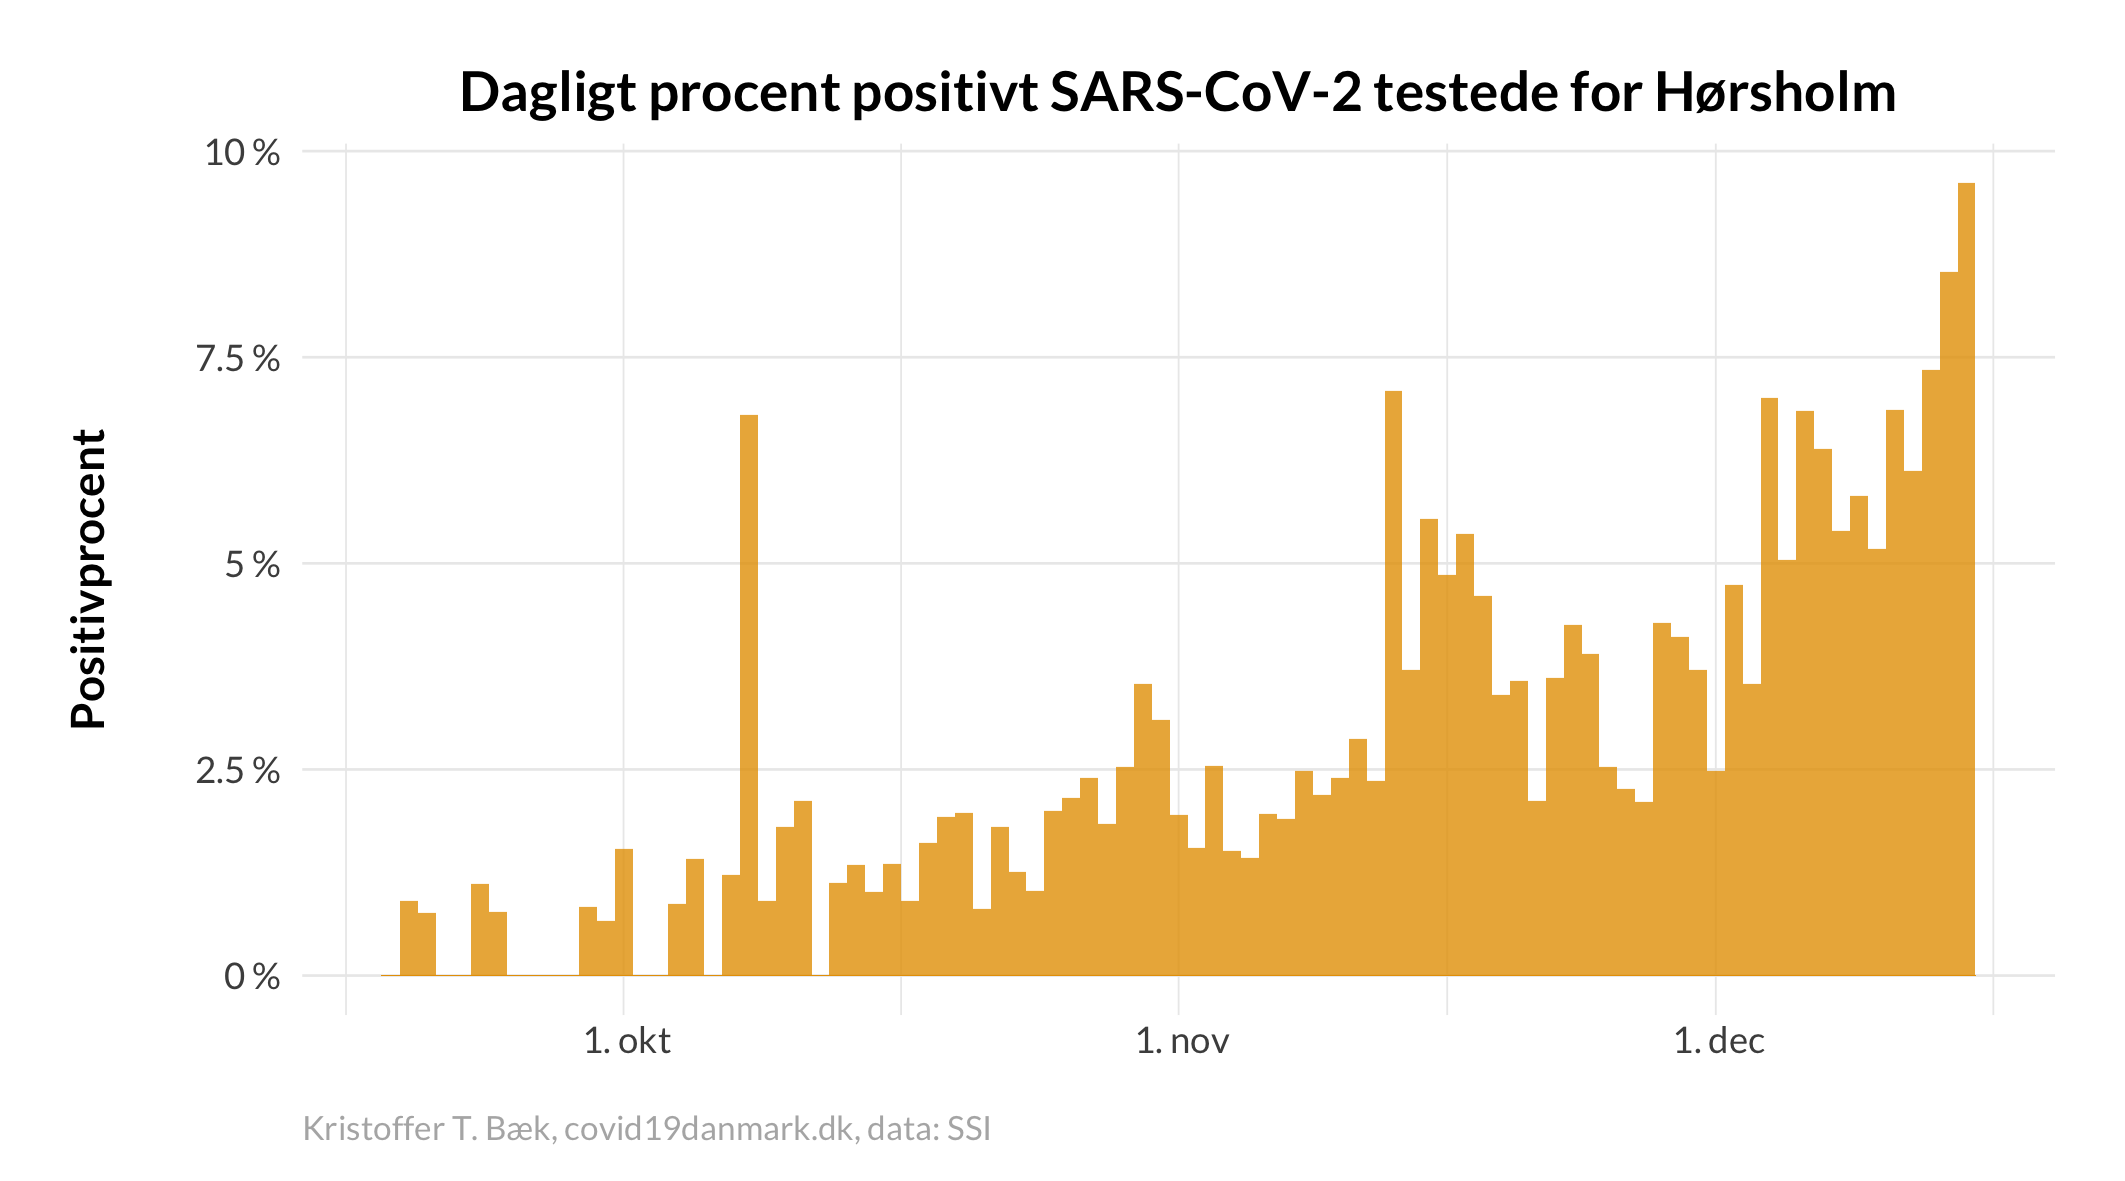 Dagligt procent positivt SARS-CoV-2 testede for Hørsholm
Positivprocent
10 %
7.5 %
5 %
2.5 %
0 %
1. okt
1. nov
1. dec
Kristoffer T. Bæk, covid19danmark.dk, data: SSI